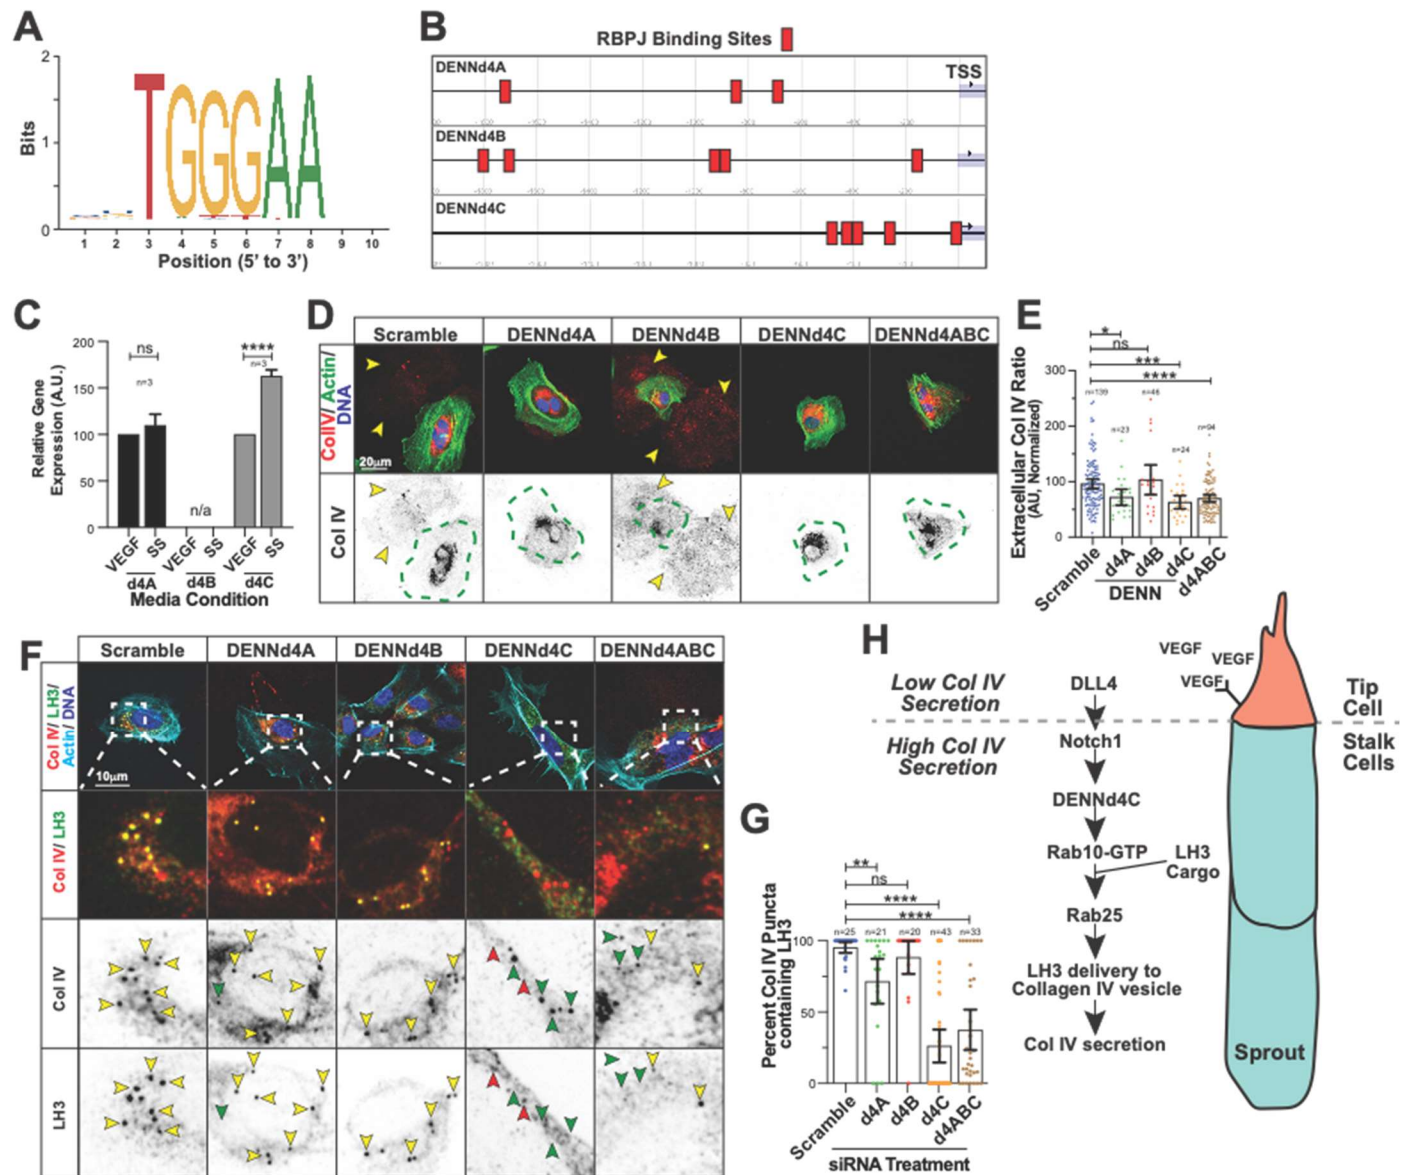 A
Bits
2
1
0
TGGGAA
1 2 3 4 5 6 7 8 9 10
Position (5' to 3')
B
RBPJ Binding Sites
DENNd4A
TSS
DENNd4B
DENNd4C
C
Relative Gene
Expression (A.U.)
200
150
100
50
0
ns
n=3
n/a
****
n=3
VEGF SS VEGF SS VEGF SS
d4A d4B d4C
Media Condition
D
Scramble DENNd4A DENNd4B DENNd4C DENNd4ABC
ColIV/ Actin/
DNA
20μm
Col IV
E
Extracellular Col IV Ratio
(AU, Normalized)
300
200
100
0
*
ns
***
****
n=139
n=23
n=46
n=24
n=94
Scramble d4A d4B d4C d4ABC
DENN
F
Scramble DENNd4A DENNd4B DENNd4C DENNd4ABC
Col IV/ LH3/
Actin/ DNA
10μm
Col IV/ LH3
Col IV
LH3
G
Percent Col IV Puncta
containing LH3
100
50
0
**
ns
****
****
n=25 n=21 n=20 n=43 n=33
Scramble d4A d4B d4C d4ABC
siRNA Treatment
H
Low Col IV
Secretion
High Col IV
Secretion
DLL4
Notch1
DENNd4C
Rab10-GTP
LH3
Cargo
Rab25
LH3 delivery to
Collagen IV vesicle
Col IV secretion
VEGF
VEGF
VEGF
Tip
Cell
Stalk
Cells
Sprout